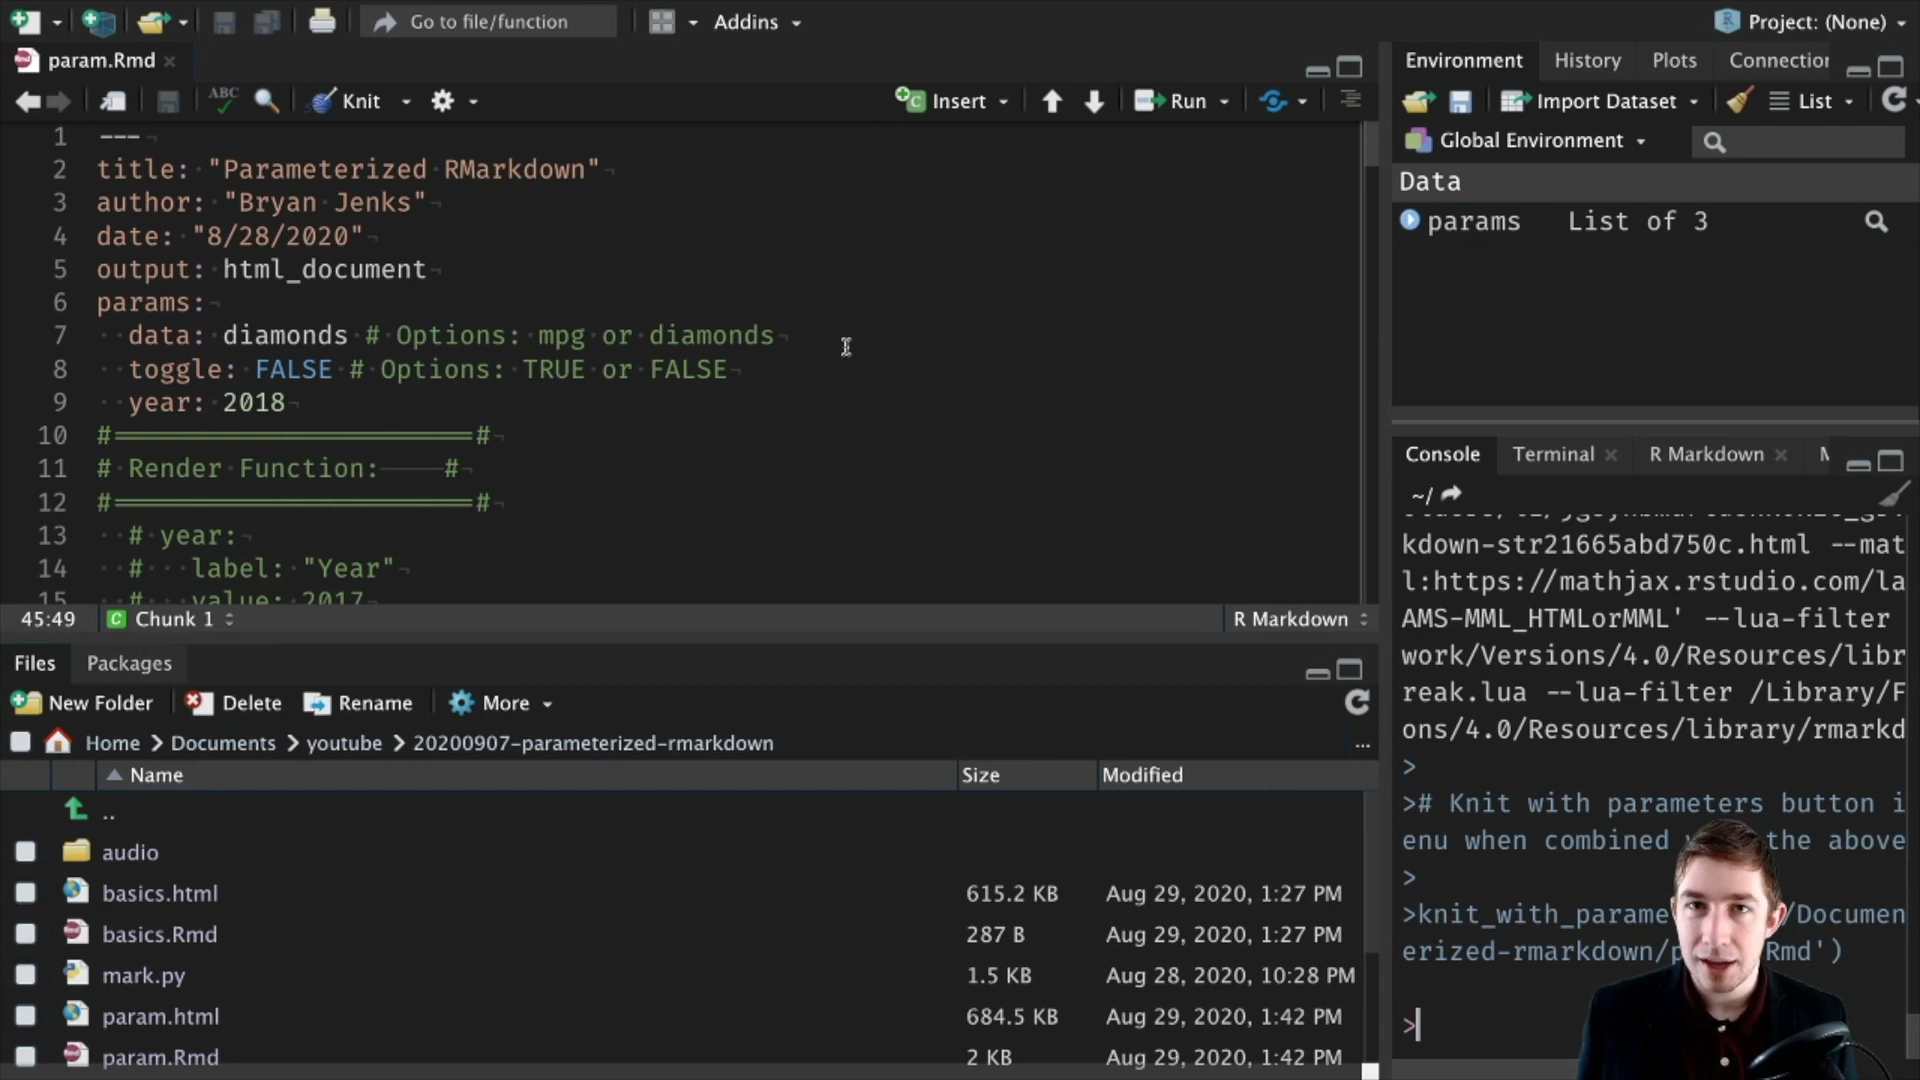 Go to file/function
Addins
Project: (None)
param.Rmd
ABC
Knit
Insert
Run
1 ---
2 title: "Parameterized RMarkdown"
3 author: "Bryan Jenks"
4 date: "8/28/2020"
5 output: html_document
6 params:
7 data: diamonds # Options: mpg or diamonds
8 toggle: FALSE # Options: TRUE or FALSE
9 year: 2018
10 #======================#
11 # Render Function: #
12 #======================#
13 # year:
14 # label: "Year"
15 # value: 2017
45:49
Chunk 1
R Markdown
Files
Packages
New Folder
Delete
Rename
More
Home
Documents
youtube
20200907-parameterized-rmarkdown
...
Name
Size
Modified
..
audio
basics.html 615.2 KB Aug 29, 2020, 1:27 PM
basics.Rmd 287 B Aug 29, 2020, 1:27 PM
mark.py 1.5 KB Aug 28, 2020, 10:28 PM
param.html 684.5 KB Aug 29, 2020, 1:42 PM
param.Rmd 2 KB Aug 29, 2020, 1:42 PM
Environment
History
Plots
Connection
Import Dataset
List
Global Environment
Data
params List of 3
Console
Terminal
R Markdown
~/
kdown-str21665abd750c.html --mat
l:https://mathjax.rstudio.com/la
AMS-MML_HTMLorMML' --lua-filter
work/Versions/4.0/Resources/libr
reak.lua --lua-filter /Library/F
ons/4.0/Resources/library/rmarkd
>
># Knit with parameters button i
enu when combined the above
>
>knit_with_parame /Documen
erized-rmarkdown/p Rmd')
>